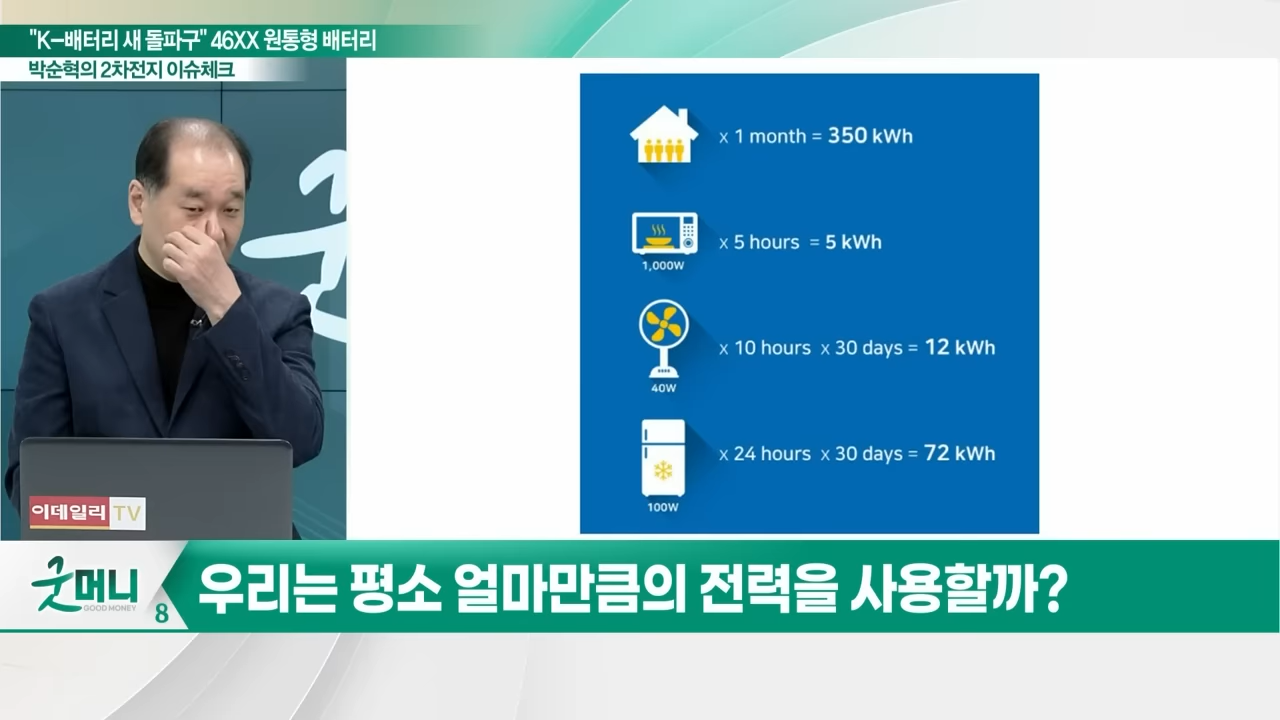 "K-배터리 새 돌파구" 46XX 원통형 배터리
박순혁의 2차전지 이슈체크
x 1 month = 350 kWh
x 5 hours = 5 kWh
1,000W
x 10 hours x 30 days = 12 kWh
40W
x 24 hours x 30 days = 72 kWh
100W
이데일리 TV
굿머니
GOOD MONEY
8
우리는 평소 얼마만큼의 전력을 사용할까?